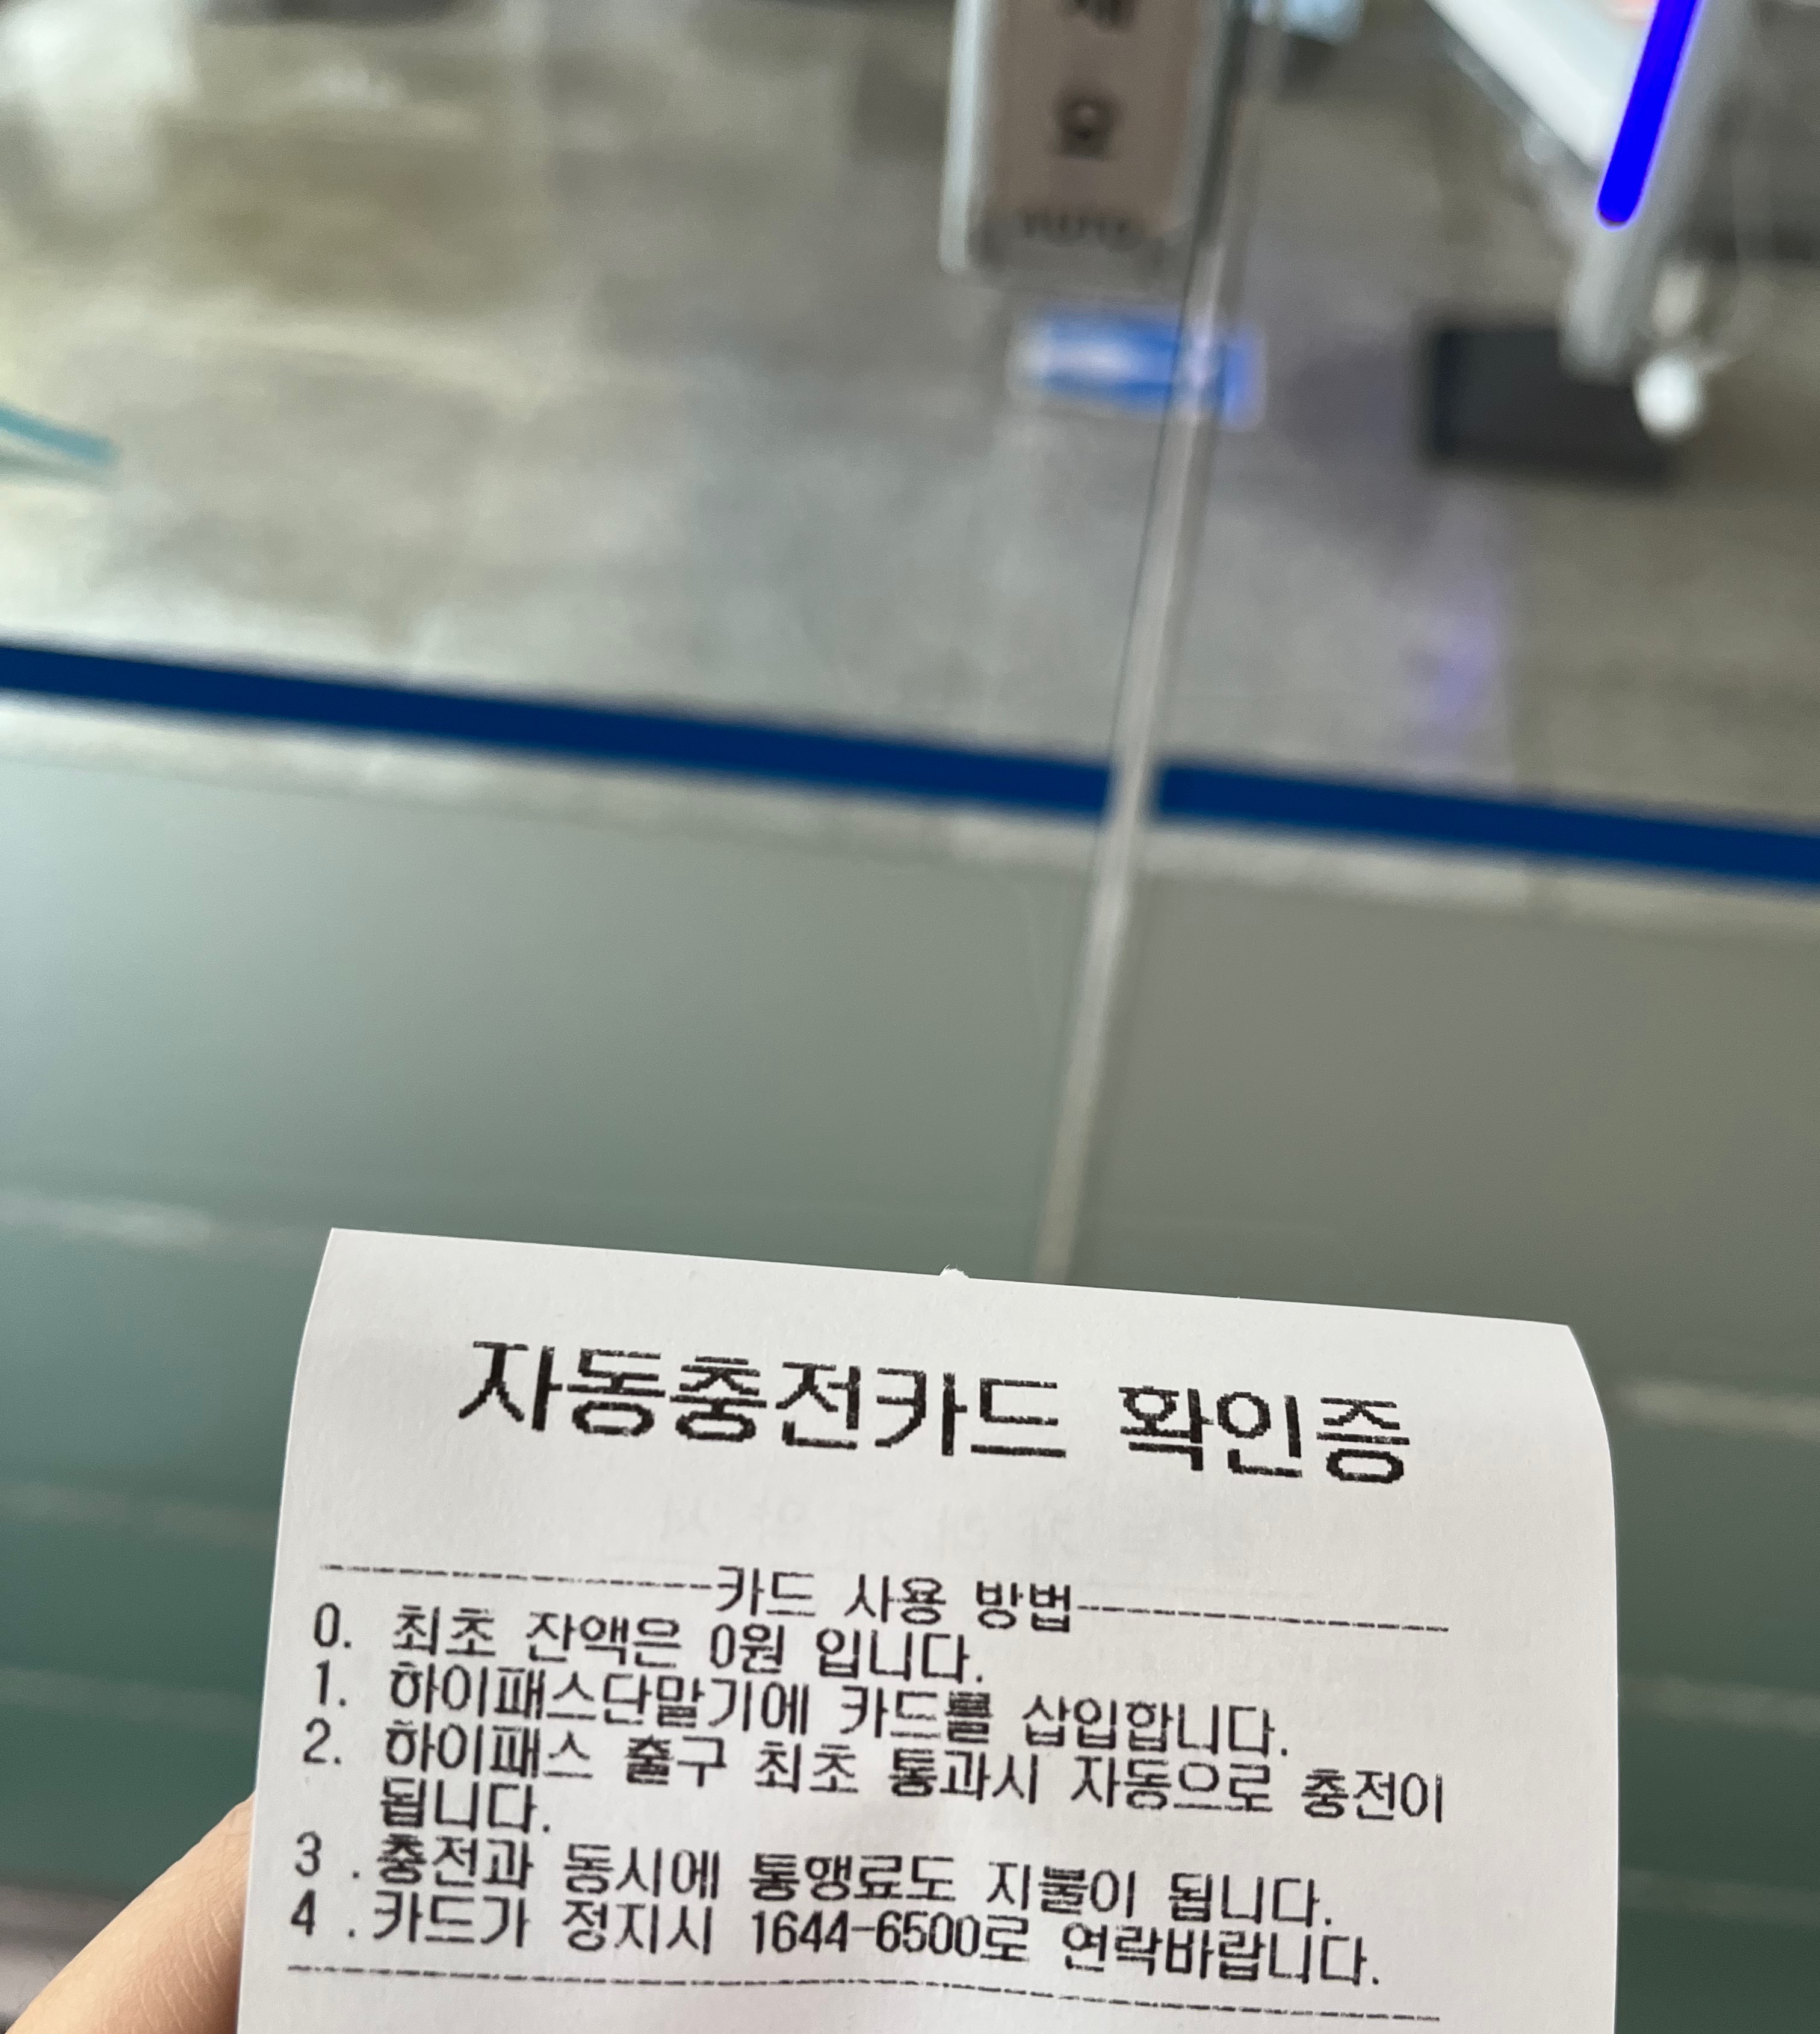 요
자동충전카드 확인증
--------------------카드 사용 방법--------------------
0. 최초 잔액은 0원 입니다.
1. 하이패스단말기에 카드를 삽입합니다.
2. 하이패스 출구 최초 통과시 자동으로 충전이
됩니다.
3 .충전과 동시에 통행료도 지불이 됩니다.
4 .카드가 정지시 1644-6500로 연락바랍니다.